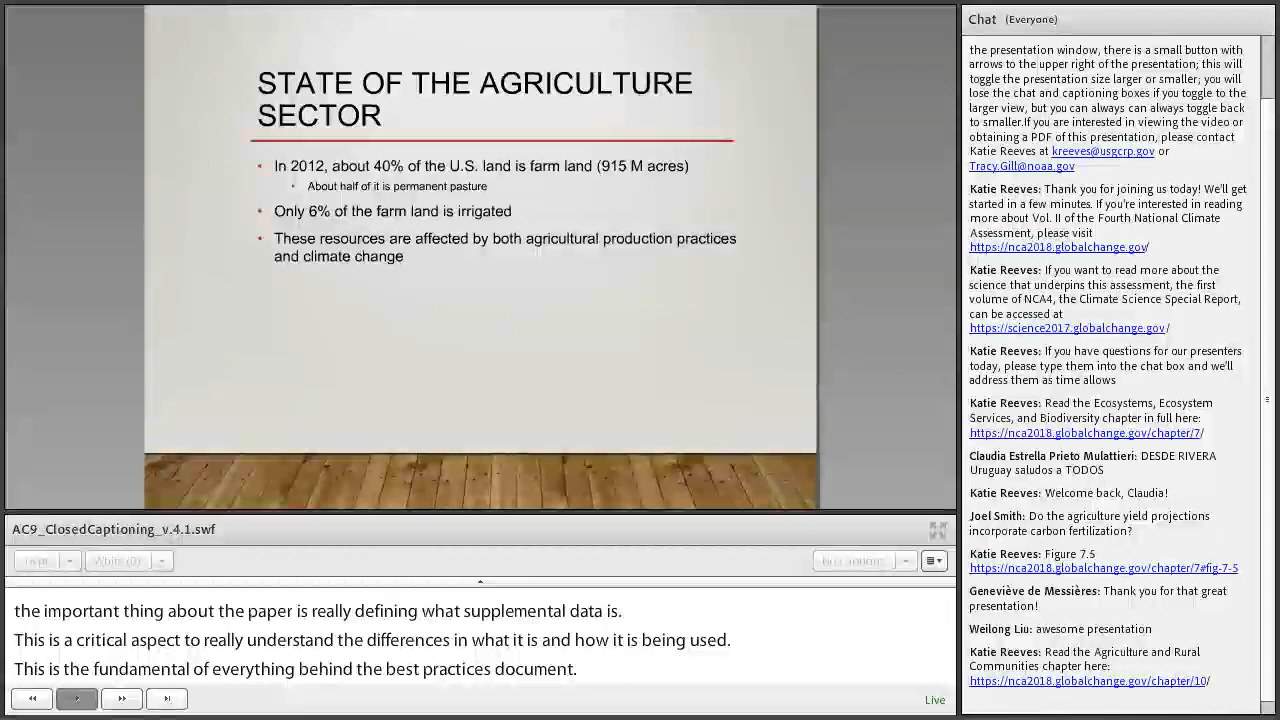 STATE OF THE AGRICULTURE
SECTOR
• In 2012, about 40% of the U.S. land is farm land (915 M acres)
• About half of it is permanent pasture
• Only 6% of the farm land is irrigated
• These resources are affected by both agricultural production practices
and climate change
AC9_ClosedCaptioning_v.4.1.swf
White (0)
the important thing about the paper is really defining what supplemental data is.
This is a critical aspect to really understand the differences in what it is and how it is being used.
This is the fundamental of everything behind the best practices document.
Live
Chat (Everyone)
the presentation window, there is a small button with
arrows to the upper right of the presentation; this will
toggle the presentation size larger or smaller; you will
lose the chat and captioning boxes if you toggle to the
larger view, but you can always can always toggle back
to smaller.If you are interested in viewing the video or
obtaining a PDF of this presentation, please contact
Katie Reeves at kreeves@usgcrp.gov or
Tracy.Gill@noaa.gov
Katie Reeves: Thank you for joining us today! We'll get
started in a few minutes. If you're interested in reading
more about Vol. II of the Fourth National Climate
Assessment, please visit
https://nca2018.globalchange.gov/
Katie Reeves: If you want to read more about the
science that underpins this assessment, the first
volume of NCA4, the Climate Science Special Report,
can be accessed at
https://science2017.globalchange.gov/
Katie Reeves: If you have questions for our presenters
today, please type them into the chat box and we'll
address them as time allows
Katie Reeves: Read the Ecosystems, Ecosystem
Services, and Biodiversity chapter in full here:
https://nca2018.globalchange.gov/chapter/7/
Claudia Estrella Prieto Mulattieri: DESDE RIVERA
Uruguay saludos a TODOS
Katie Reeves: Welcome back, Claudia!
Joel Smith: Do the agriculture yield projections
incorporate carbon fertilization?
Katie Reeves: Figure 7.5
https://nca2018.globalchange.gov/chapter/7#fig-7-5
Geneviève de Messières: Thank you for that great
presentation!
Weilong Liu: awesome presentation
Katie Reeves: Read the Agriculture and Rural
Communities chapter here:
https://nca2018.globalchange.gov/chapter/10/